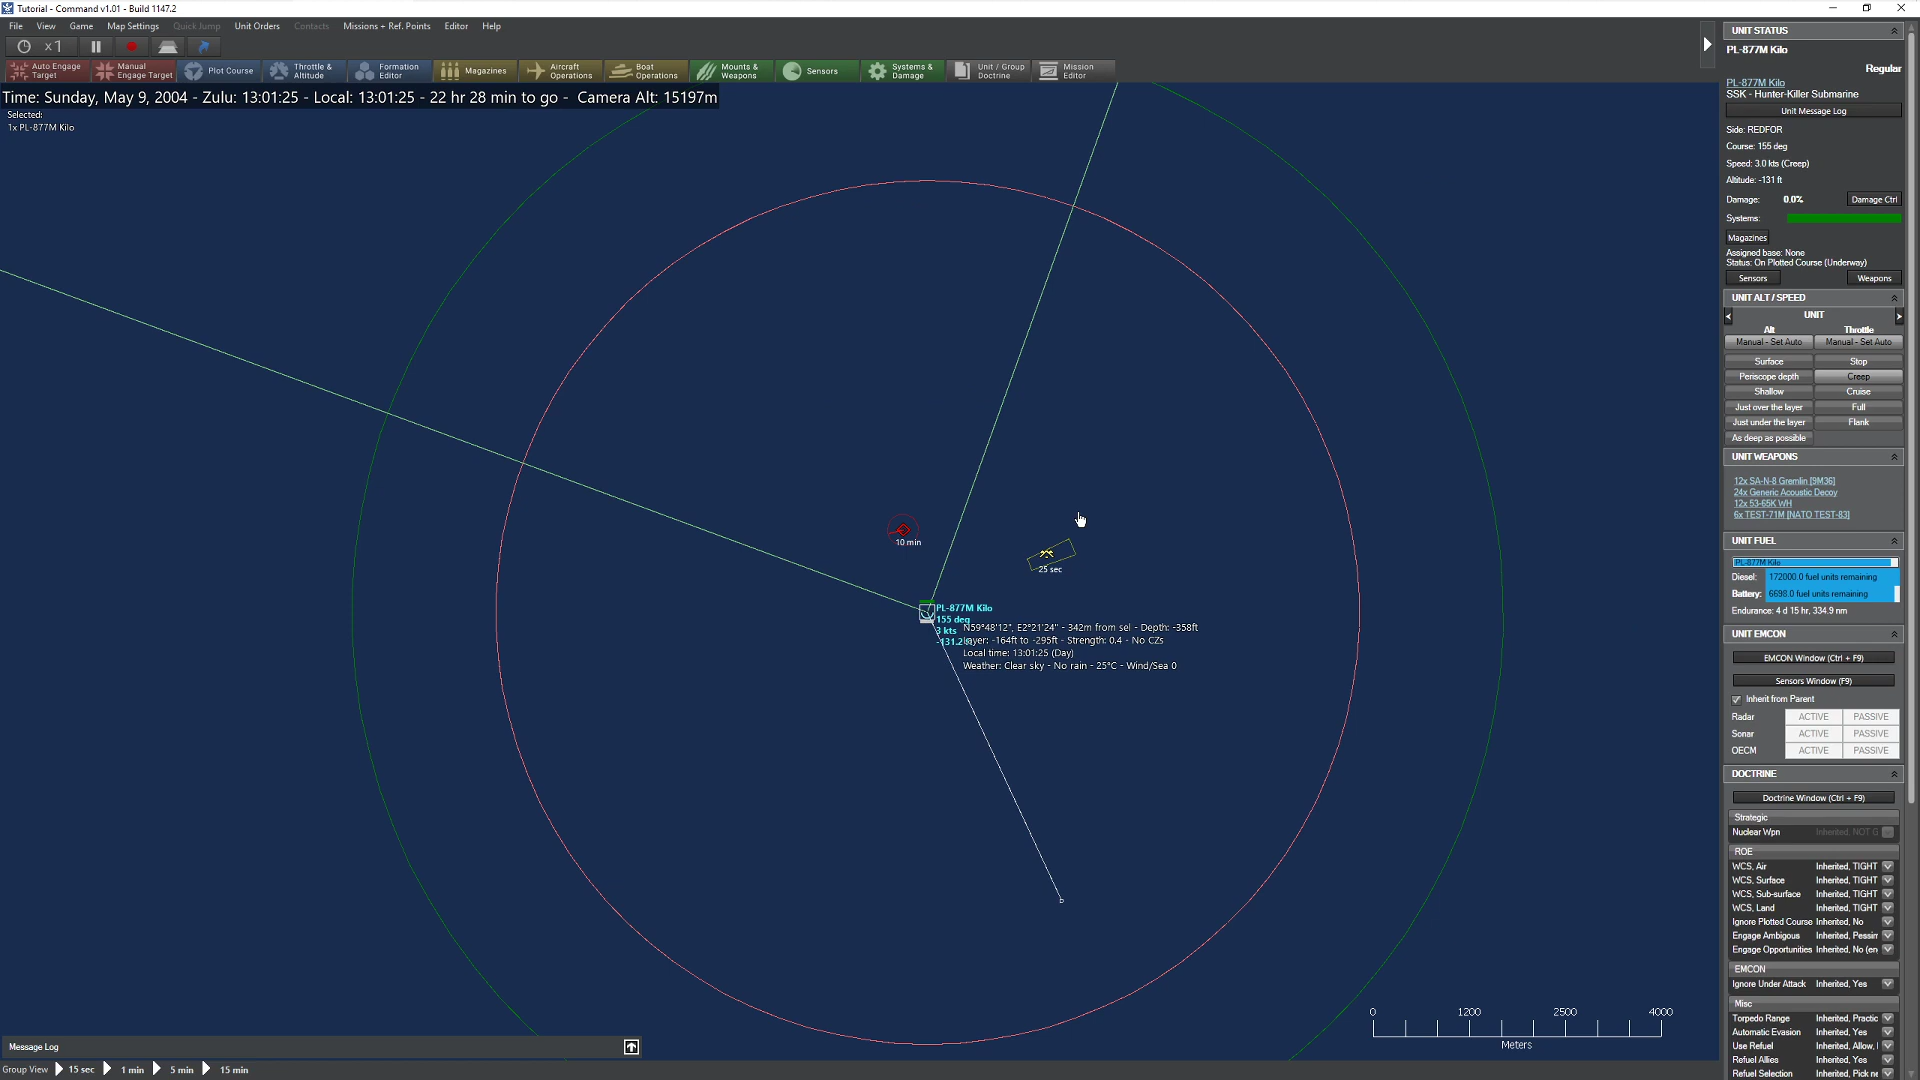 Tutorial - Command v1.01 - Build 1147.2
File View Game Map Settings Quick Jump Unit Orders Contacts Missions + Ref. Points Editor Help
x1
Auto Engage Target
Manual Engage Target
Plot Course
Throttle & Altitude
Formation Editor
Magazines
Aircraft Operations
Boat Operations
Mounts & Weapons
Sensors
Systems & Damage
Unit / Group Doctrine
Mission Editor
Time: Sunday, May 9, 2004 - Zulu: 13:01:25 - Local: 13:01:25 - 22 hr 28 min to go - Camera Alt: 15197m
Selected:
1x PL-877M Kilo
10 min
25 sec
PL-877M Kilo
155 deg
3 kts
-131.2
N59°48'12", E2°21'24" - 342m from sel - Depth: -358ft
Layer: -164ft to -295ft - Strength: 0.4 - No CZs
Local time: 13:01:25 (Day)
Weather: Clear sky - No rain - 25°C - Wind/Sea 0
0 1200 2500 4000
Meters
Message Log
Group View 15 sec 1 min 5 min 15 min
UNIT STATUS
PL-877M Kilo
Regular
PL-877M Kilo
SSK - Hunter-Killer Submarine
Unit Message Log
Side: REDFOR
Course: 155 deg
Speed: 3.0 kts (Creep)
Altitude: -131 ft
Damage: 0.0% Damage Ctrl
Systems:
Magazines
Assigned base: None
Status: On Plotted Course (Underway)
Sensors Weapons
UNIT ALT / SPEED
UNIT
Alt Throttle
Manual - Set Auto Manual - Set Auto
Surface Stop
Periscope depth Creep
Shallow Cruise
Just over the layer Full
Just under the layer Flank
As deep as possible
UNIT WEAPONS
12x SA-N-8 Gremlin [9M36]
24x Generic Acoustic Decoy
12x 53-65K WH
6x TEST-71M [NATO TEST-83]
UNIT FUEL
PL-877M Kilo
Diesel: 172000.0 fuel units remaining
Battery: 6698.0 fuel units remaining
Endurance: 4 d 15 hr, 334.9 nm
UNIT EMCON
EMCON Window (Ctrl + F9)
Sensors Window (F9)
Inherit from Parent
Radar ACTIVE PASSIVE
Sonar ACTIVE PASSIVE
OECM ACTIVE PASSIVE
DOCTRINE
Doctrine Window (Ctrl + F9)
Strategic
Nuclear Wpn Inherited, NOT G
ROE
WCS, Air Inherited, TIGHT
WCS, Surface Inherited, TIGHT
WCS, Sub-surface Inherited, TIGHT
WCS, Land Inherited, TIGHT
Ignore Plotted Course Inherited, No
Engage Ambiguous Inherited, Pessim
Engage Opportunities Inherited, No (en
EMCON
Ignore Under Attack Inherited, Yes
Misc
Torpedo Range Inherited, Practic
Automatic Evasion Inherited, Yes
Use Refuel Inherited, Allow,
Refuel Allies Inherited, Yes
Refuel Selection Inherited, Pick ne